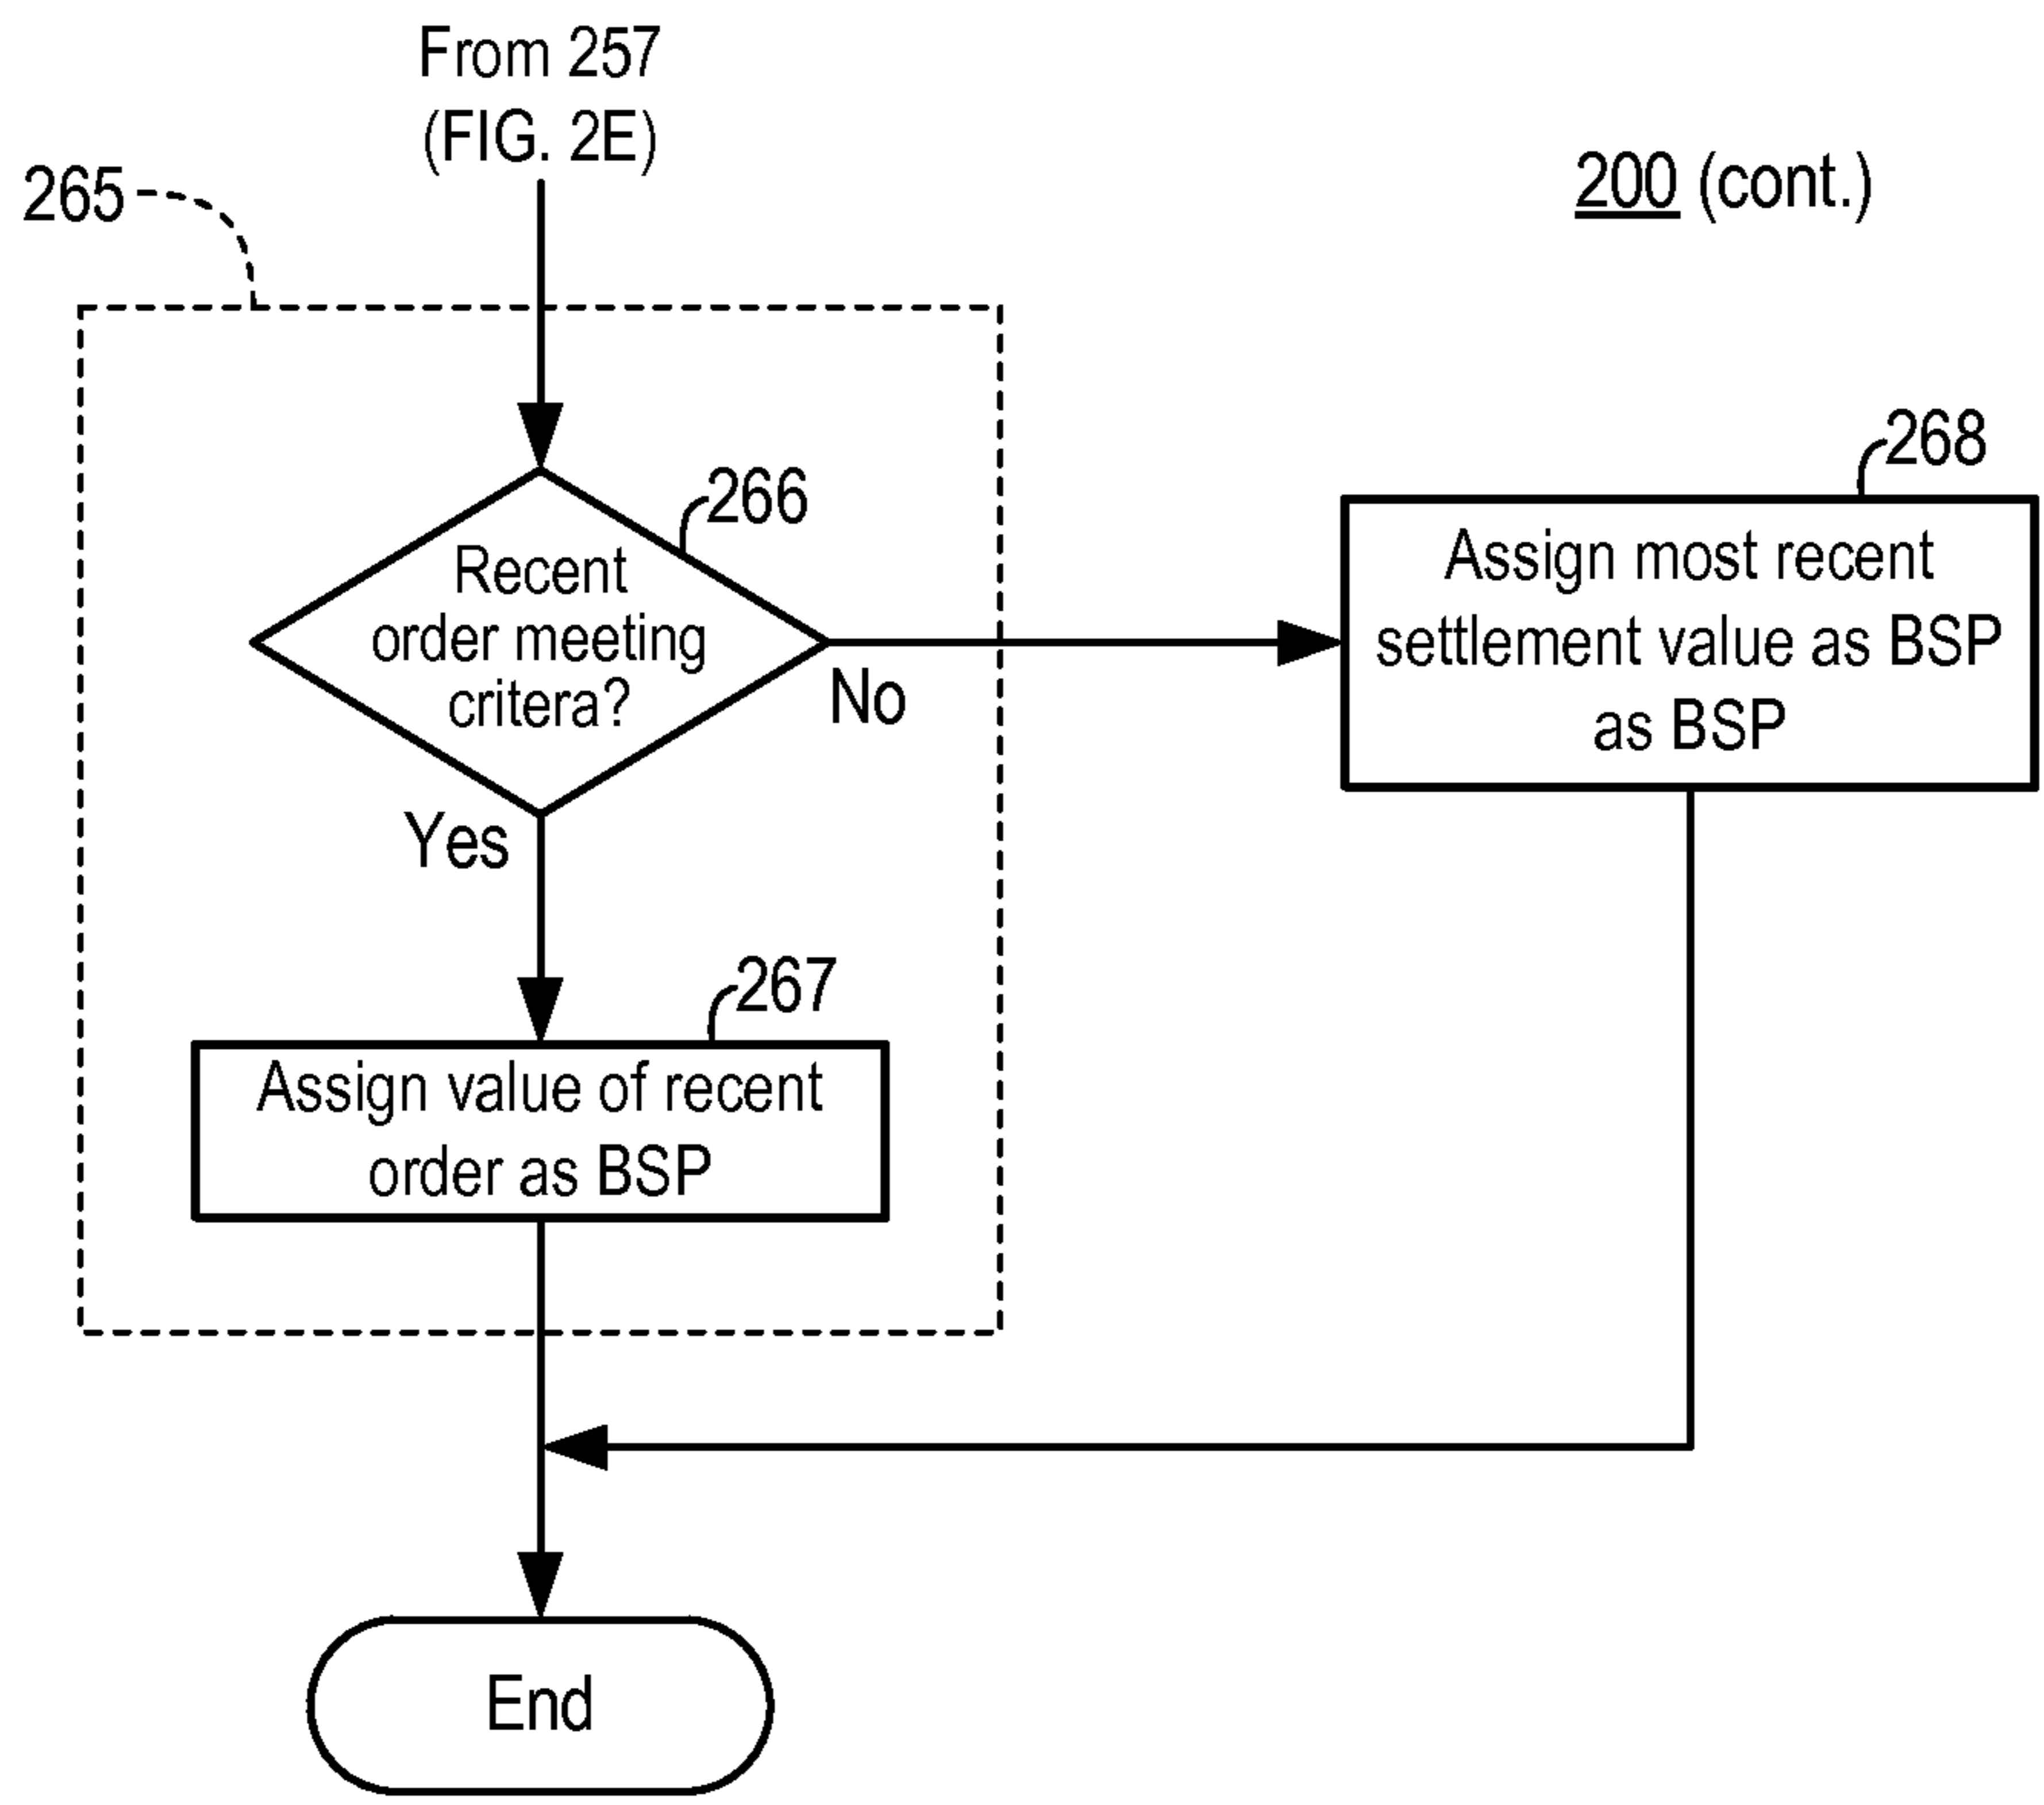 From 257
(FIG. 2E)
265
200 (cont.)
266
Recent
order meeting
critera?
No
Yes
268
Assign most recent
settlement value as BSP
as BSP
267
Assign value of recent
order as BSP
End